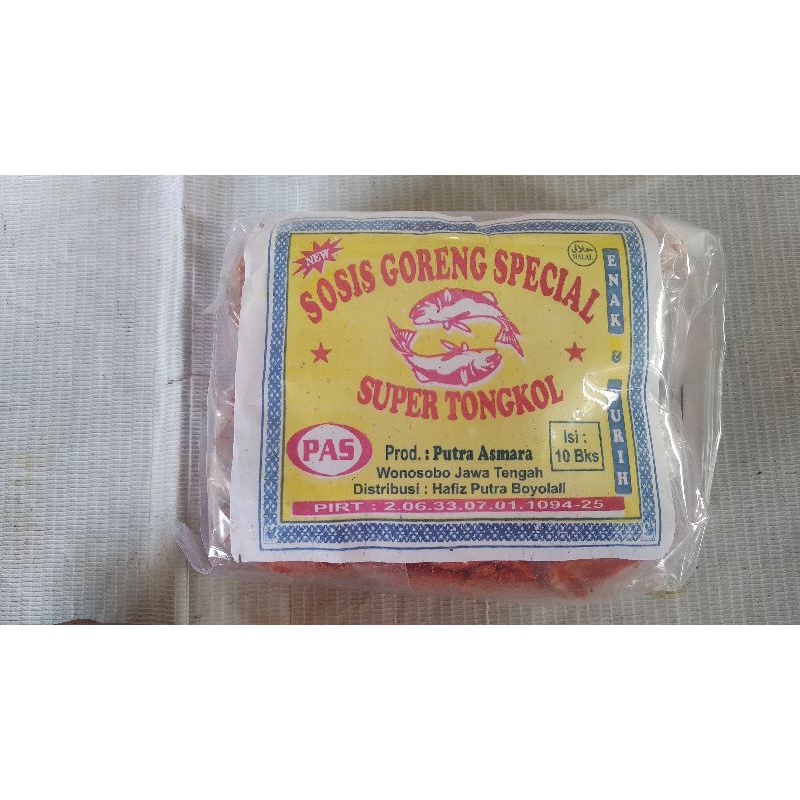 NEW
SOSIS GORENG SPECIAL
حلال
HALAL
SUPER TONGKOL
PAS
Prod. : Putra Asmara
Wonosobo Jawa Tengah
Distribusi : Hafiz Putra Boyolali
Isi :
10 Bks
PIRT : 2.06.33.07.01.1094-25
ENAK